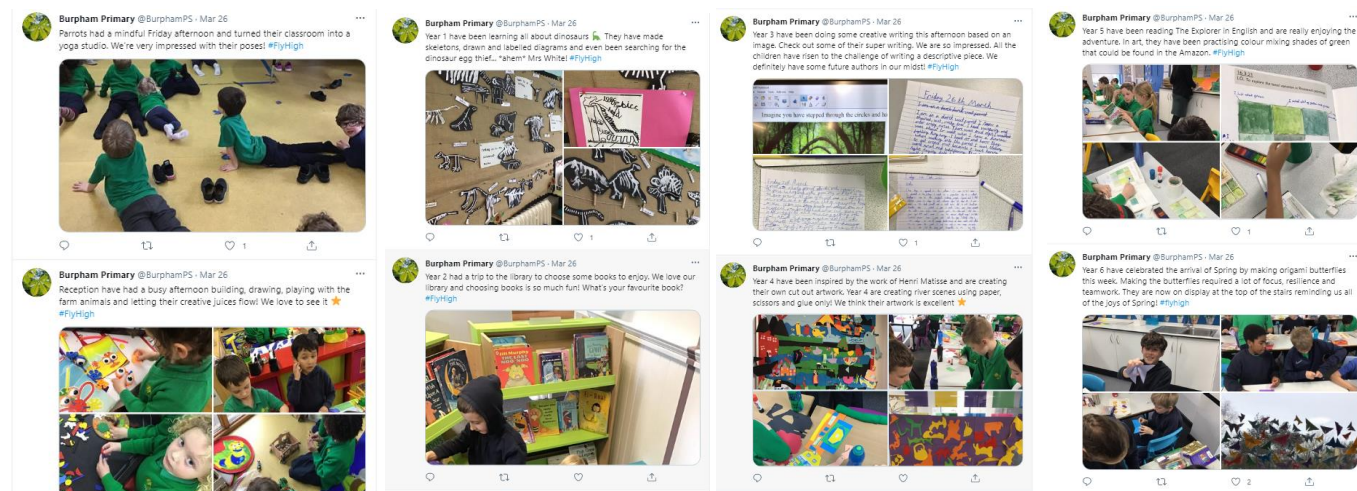 Burpham Primary @BurphamPS · Mar 26
Parrots had a mindful Friday afternoon and turned their classroom into a
yoga studio. We're very impressed with their poses! #FlyHigh
1
Burpham Primary @BurphamPS · Mar 26
Reception have had a busy afternoon building, drawing, playing with the
farm animals and letting their creative juices flow! We love to see it
#FlyHigh
Burpham Primary @BurphamPS · Mar 26
Year 1 have been learning all about dinosaurs. They have made
skeletons, drawn and labelled diagrams and even been searching for the
dinosaur egg thief... *ahem* Mrs White! #FlyHigh
1
Burpham Primary @BurphamPS · Mar 26
Year 2 had a trip to the library to choose some books to enjoy. We love our
library and choosing books is so much fun! What's your favourite book?
#FlyHigh
Burpham Primary @BurphamPS · Mar 26
Year 3 have been doing some creative writing this afternoon based on an
image. Check out some of their super writing. We are so impressed. All the
children have risen to the challenge of writing a descriptive piece. We
definitely have some future authors in our midst! #FlyHigh
Imagine you have stepped through the circles and
Friday 26th March
1
Burpham Primary @BurphamPS · Mar 26
Year 4 have been inspired by the work of Henri Matisse and are creating
their own cut out artwork. Year 4 are creating river scenes using paper,
scissors and glue only! We think their artwork is excellent
Burpham Primary @BurphamPS · Mar 26
Year 5 have been reading The Explorer in English and are really enjoying the
adventure. In art, they have been practising colour mixing shades of green
that could be found in the Amazon. #FlyHigh
1
Burpham Primary @BurphamPS · Mar 26
Year 6 have celebrated the arrival of Spring by making origami butterflies
this week. Making the butterflies required a lot of focus, resilience and
teamwork. They are now on display at the top of the stairs reminding us all
of the joys of Spring! #flyhigh
2